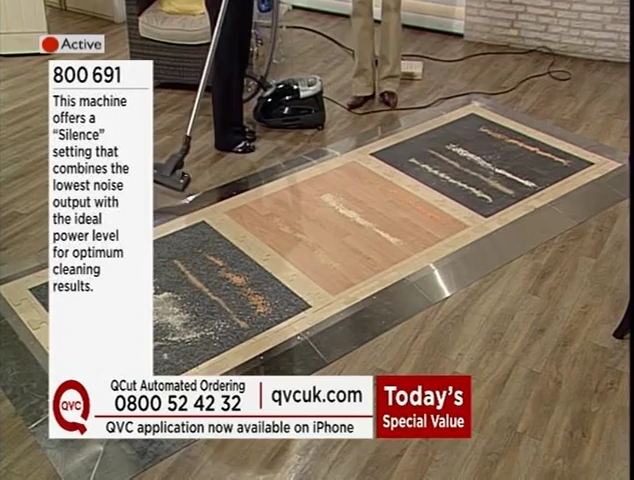 Active
800 691
This machine
offers a
"Silence"
setting that
combines the
lowest noise
output with
the ideal
power level
for optimum
cleaning
results.
QCut Automated Ordering
0800 52 42 32
qvcuk.com
QVC
QVC application now available on iPhone
Today's
Special Value